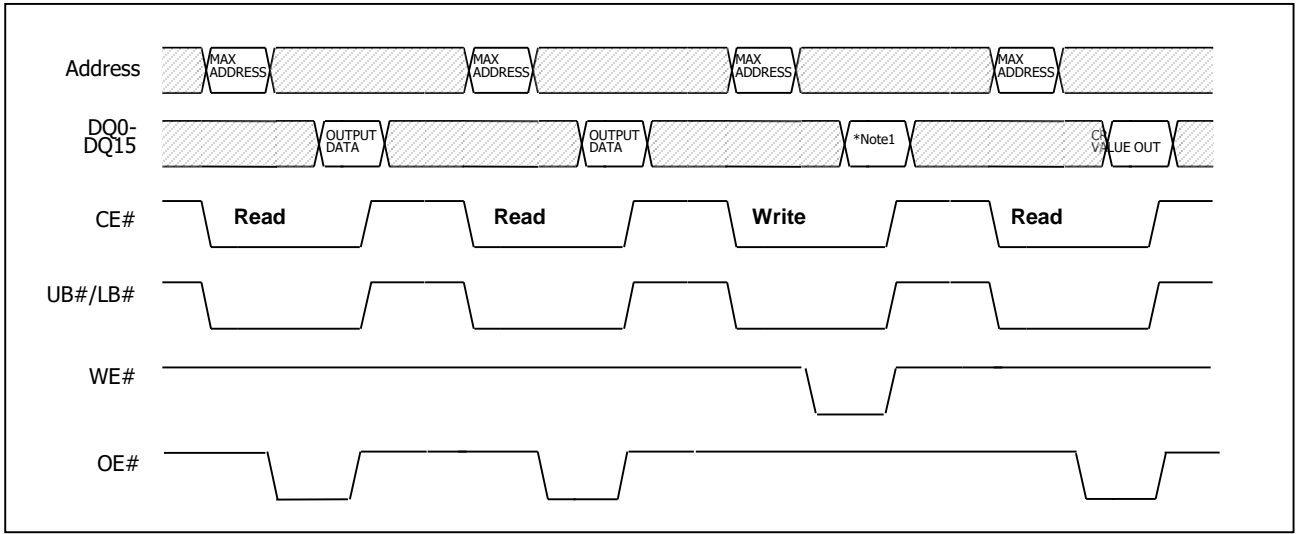 Address
MAX
ADDRESS
MAX
ADDRESS
MAX
ADDRESS
MAX
ADDRESS
DQ0-
DQ15
OUTPUT
DATA
OUTPUT
DATA
*Note1
CR
VALUE OUT
CE#
Read
Read
Write
Read
UB#/LB#
WE#
OE#